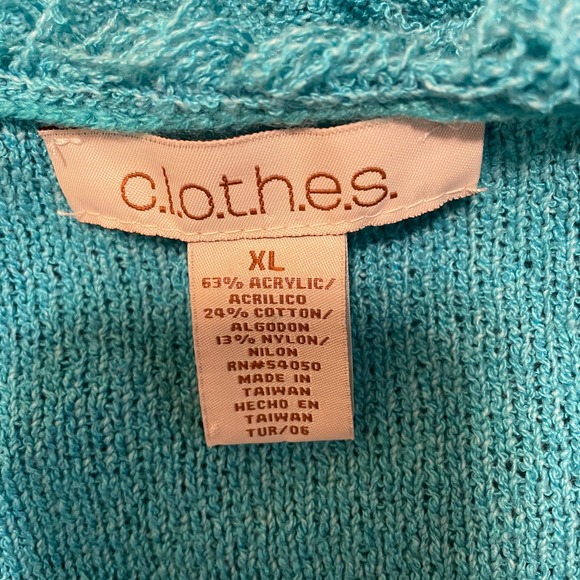 c.l.o.t.h.e.s.
XL
63% ACRYLIC/
ACRILICO
24% COTTON/
ALGODON
13% NYLON/
NILON
RN#54050
MADE IN
TAIWAN
HECHO EN
TAIWAN
TUR/06